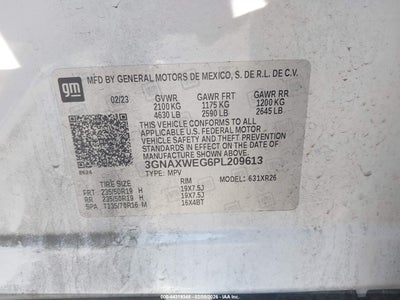 gm
MFD BY GENERAL MOTORS DE MEXICO, S. DE R.L. DE C.V.
02/23 GVWR GAWR FRT GAWR RR
2100 KG 1175 KG 1200 KG
4630 LB 2590 LB 2645 LB
THIS VEHICLE CONFORMS TO ALL APPLICABLE
U.S. FEDERAL MOTOR
VEHICLE SAFETY AND THEFT PREVENTION
STANDARDS IN EFFECT ON THE DATE OF
MANUFACTURE SHOWN ABOVE.
3GNAXWEG6PL209613
TYPE: MPV MODEL: 631XR26
TIRE SIZE RIM
FRT 235/50R19 H 19X7.5J
RR 235/50R19 H 19X7.5J
SPA T135/70R16 M 16X4BT